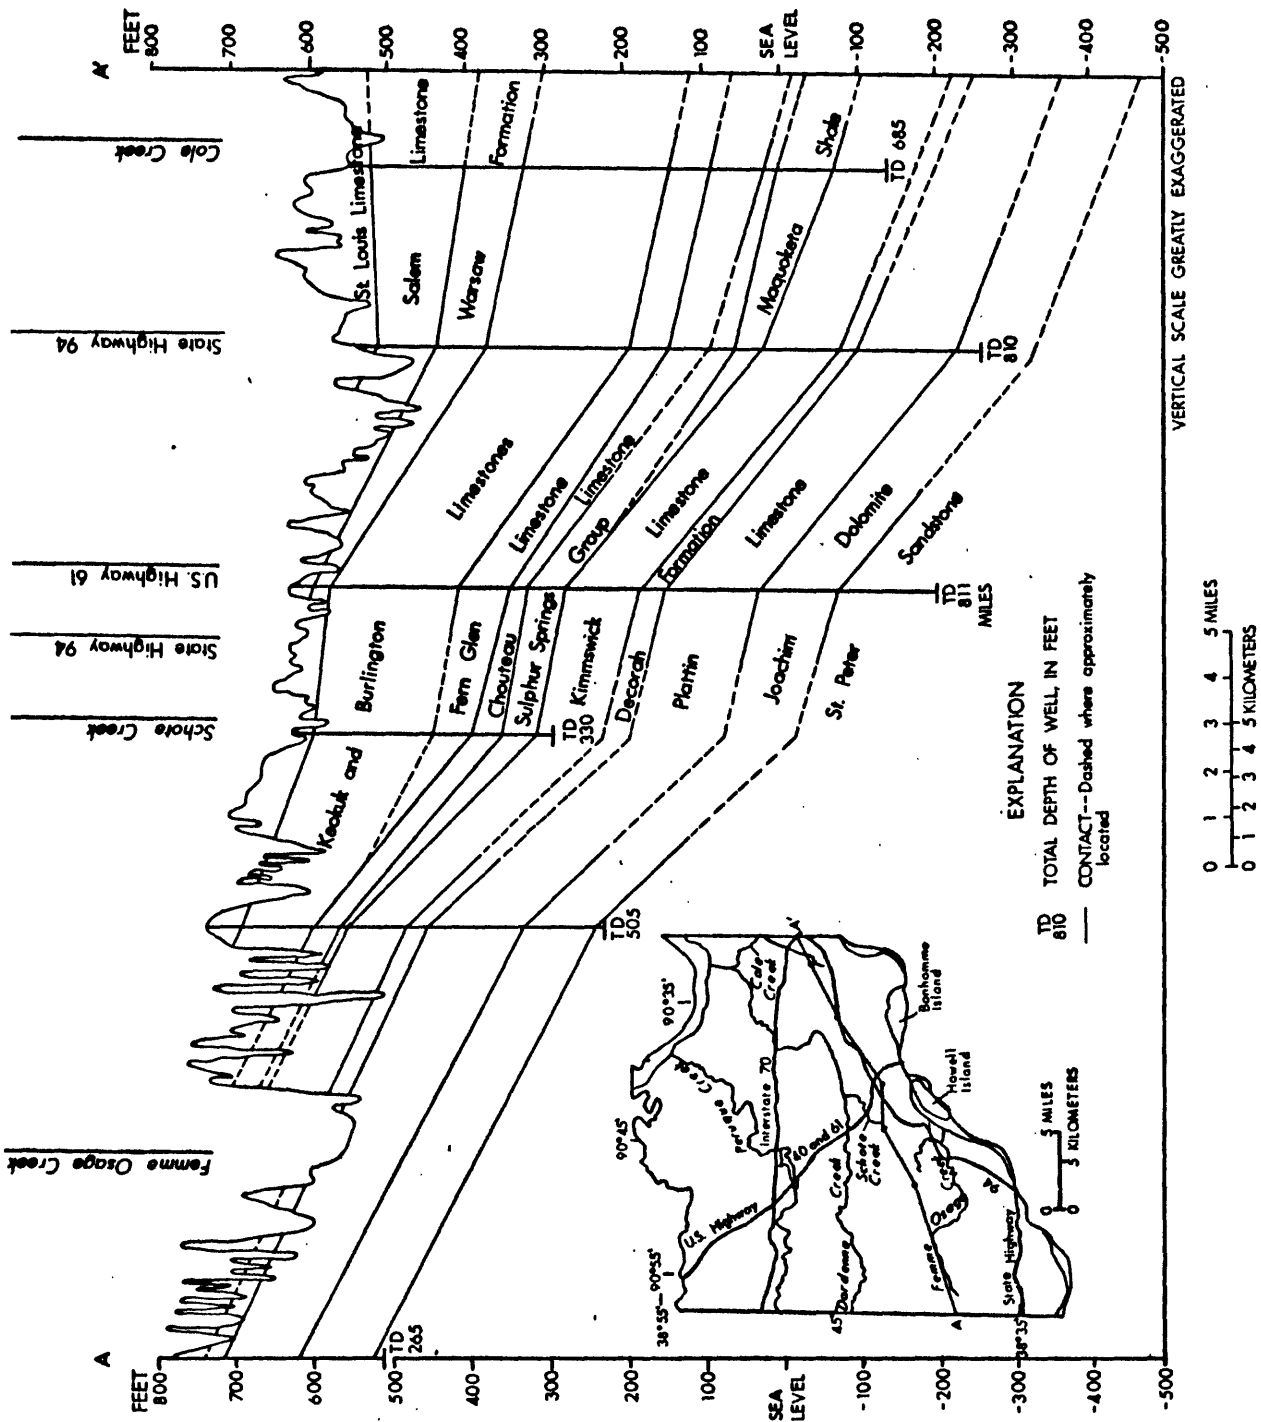 A
A'
FEET
800
700
600
500
400
300
200
100
SEA
LEVEL
-100
-200
-300
-400
-500
FEET
800
700
600
500
400
300
200
100
SEA
LEVEL
-100
-200
-300
-400
-500
Femme Osage Creek
Schote Creek
State Highway 94
U.S. Highway 61
State Highway 94
Cole Creek
St. Louis Limestone
Salem Limestone
Warsaw Formation
Keokuk and Burlington Limestones
Fern Glen Limestone
Chouteau Limestone
Sulphur Springs Group
Maquoketa Shale
Kimmswick Limestone
Decorah Formation
Plattin Limestone
Joachim Dolomite
St. Peter Sandstone
TD
265
TD
505
TD
330
TD
811
MILES
TD
810
TD 685
VERTICAL SCALE GREATLY EXAGGERATED
EXPLANATION
TD
810
TOTAL DEPTH OF WELL, IN FEET
CONTACT--Dashed where approximately
located
0 1 2 3 4 5 MILES
0 1 2 3 4 5 KILOMETERS
38°55'
90°55'
90°45'
90°35'
45'
38°35'
A
A'
U.S. Highway
40 and 61
Interstate 70
Peruque Creek
Cole
Creek
Dardenne Creek
Schote
Creek
Femme Osage Creek
State Highway 94
Howell
Island
Bonhomme
Island
0 5 MILES
0 5 KILOMETERS